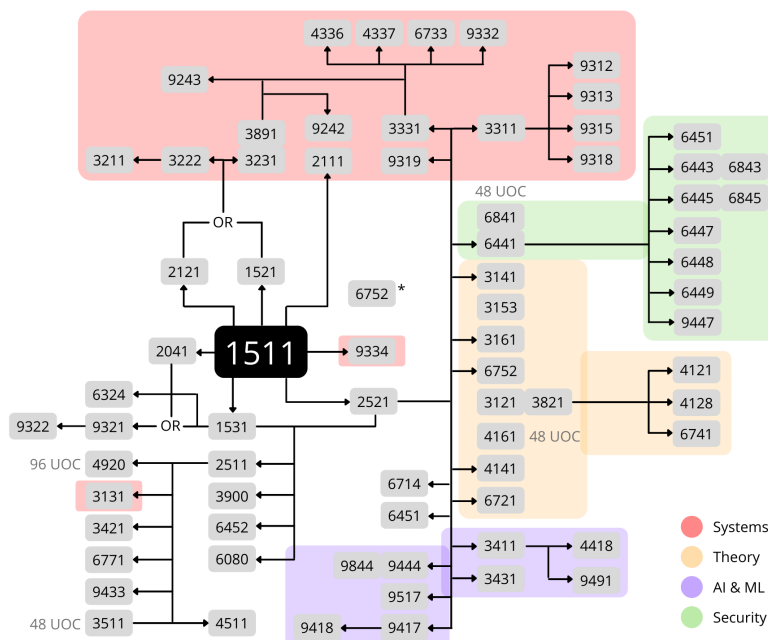 4336 4337 6733 9332
9243
9312
9313
3891 9242 3331 3311 9315
3211 3222 3231 2111 9319 9318
6451
6443 6843
48 UOC
6445 6845
6841
OR
6447
6441
6448
2121 1521
3141
6752 *
6449
3153
9447
3161
2041 1511 9334
6752
4121
6324
2521 3121 3821 4128
9322 9321 OR 1531
4161 48 UOC
6741
96 UOC 4920 2511
4141
6714
3131 3900
6721
6451
3421 6452
Systems
3411 4418
6771 6080
Theory
9844 9444
3431 9491
AI & ML
9433
9517
48 UOC 3511 4511
Security
9418 9417